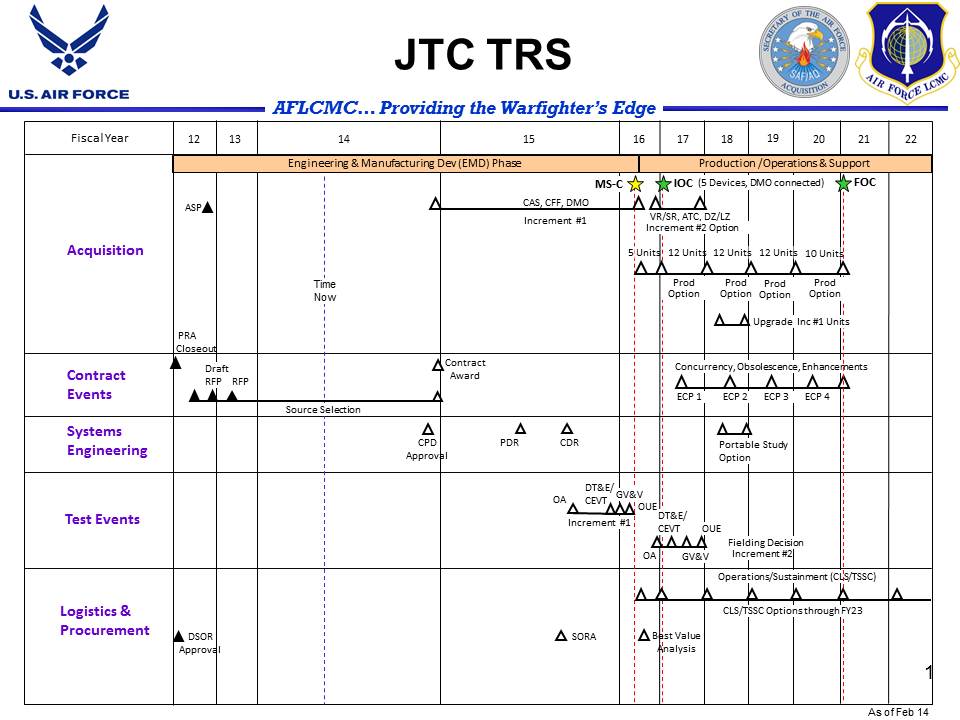 U.S. AIR FORCE
JTC TRS
SECRETARY OF THE AIR FORCE
SAF/AQ
ACQUISITION
AIR FORCE LCMC
AFLCMC… Providing the Warfighter’s Edge
Fiscal Year 12 13 14 15 16 17 18 19 20 21 22
Engineering & Manufacturing Dev (EMD) Phase
Production /Operations & Support
MS-C
IOC (5 Devices, DMO connected)
FOC
Acquisition
ASP
CAS, CFF, DMO
Increment #1
VR/SR, ATC, DZ/LZ
Increment #2 Option
5 Units 12 Units 12 Units 12 Units 10 Units
Prod Prod Prod Prod
Option Option Option Option
Time
Now
Upgrade Inc #1 Units
PRA
Closeout
Contract
Events
Draft
RFP RFP
Source Selection
Contract
Award
Concurrency, Obsolescence, Enhancements
ECP 1 ECP 2 ECP 3 ECP 4
Systems
Engineering
CPD
Approval
PDR
CDR
Portable Study
Option
Test Events
OA
DT&E/
CEVT
GV&V
OUE
Increment #1
DT&E/
CEVT
OUE
OA
GV&V
Fielding Decision
Increment #2
Logistics &
Procurement
Operations/Sustainment (CLS/TSSC)
CLS/TSSC Options through FY23
DSOR
Approval
SORA
Best Value
Analysis
1
As of Feb 14